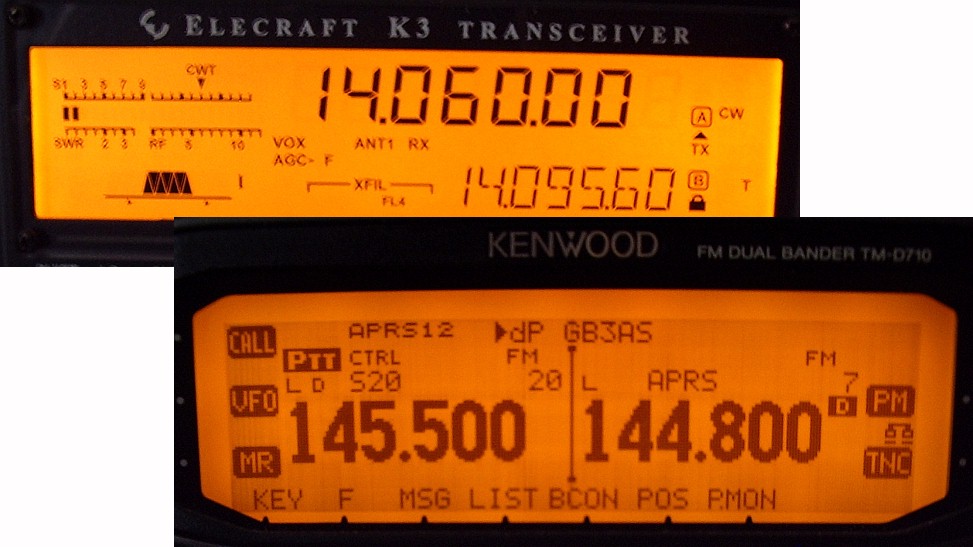 ELECRAFT K3 TRANSCEIVER
CWT
S1 3 5 7 9
14.060.00
A CW
SWR 2 3 RF 5 10
VOX ANT1 RX
TX
AGC- F
XFIL
14.095.60
B T
FL4
KENWOOD
FM DUAL BANDER TM-D710
CALL APRS12 dP GB3AS
PTT CTRL FM FM
L D S20 20 L APRS 7
VFO 145.500 144.800 D PM
MR TNC
KEY F MSG LIST BCON POS P.MON